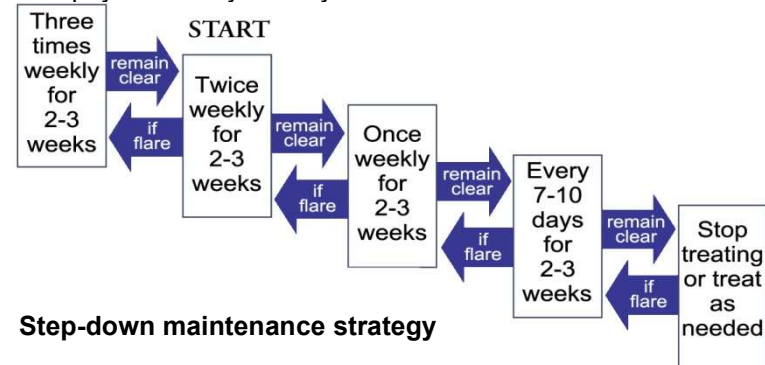 START
Three
times
weekly
for
2-3
weeks
remain
clear
if
flare
Twice
weekly
for
2-3
weeks
remain
clear
if
flare
Once
weekly
for
2-3
weeks
remain
clear
if
flare
Every
7-10
days
for
2-3
weeks
remain
clear
if
flare
Stop
treating
or treat
as
needed
Step-down maintenance strategy